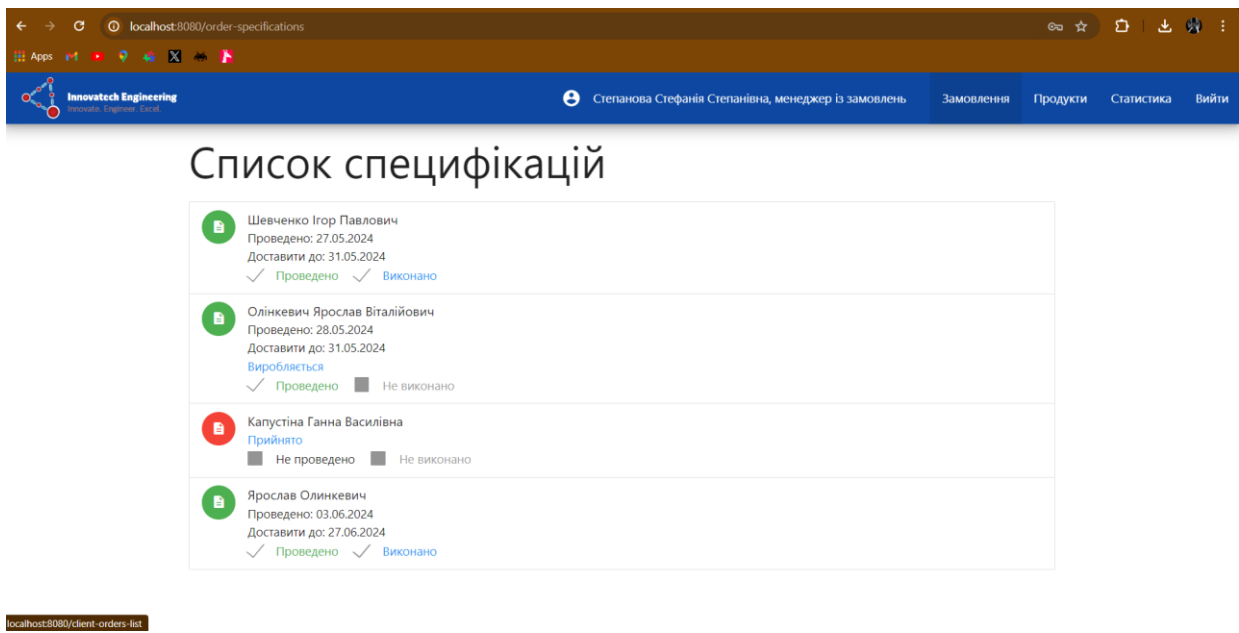 localhost:8080/order-specifications
Apps
Innovatech Engineering
Innovate. Engineer. Excel.
Степанова Стефанія Степанівна, менеджер із замовлень
Замовлення
Продукти
Статистика
Вийти
Список специфікацій
Шевченко Ігор Павлович
Проведено: 27.05.2024
Доставити до: 31.05.2024
Проведено Виконано
Олінкевич Ярослав Віталійович
Проведено: 28.05.2024
Доставити до: 31.05.2024
Виробляється
Проведено Не виконано
Капустіна Ганна Василівна
Прийнято
Не проведено Не виконано
Ярослав Олинкевич
Проведено: 03.06.2024
Доставити до: 27.06.2024
Проведено Виконано
localhost:8080/client-orders-list